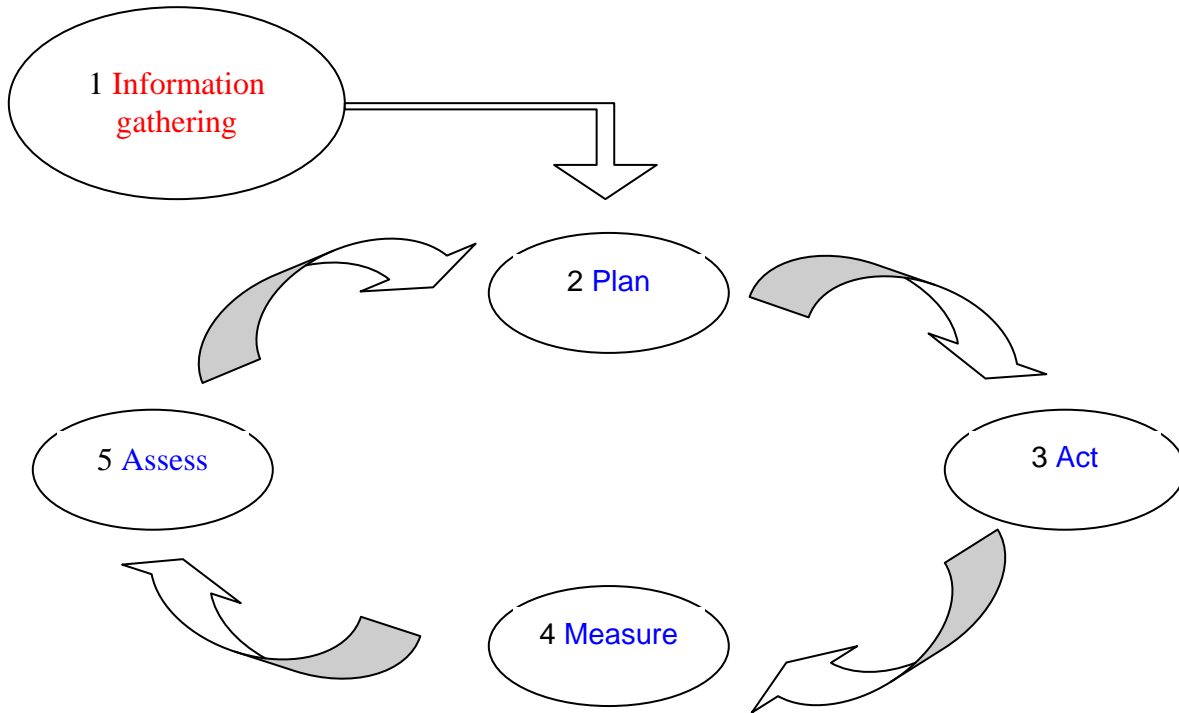 1 Information
gathering
2 Plan
3 Act
4 Measure
5 Assess